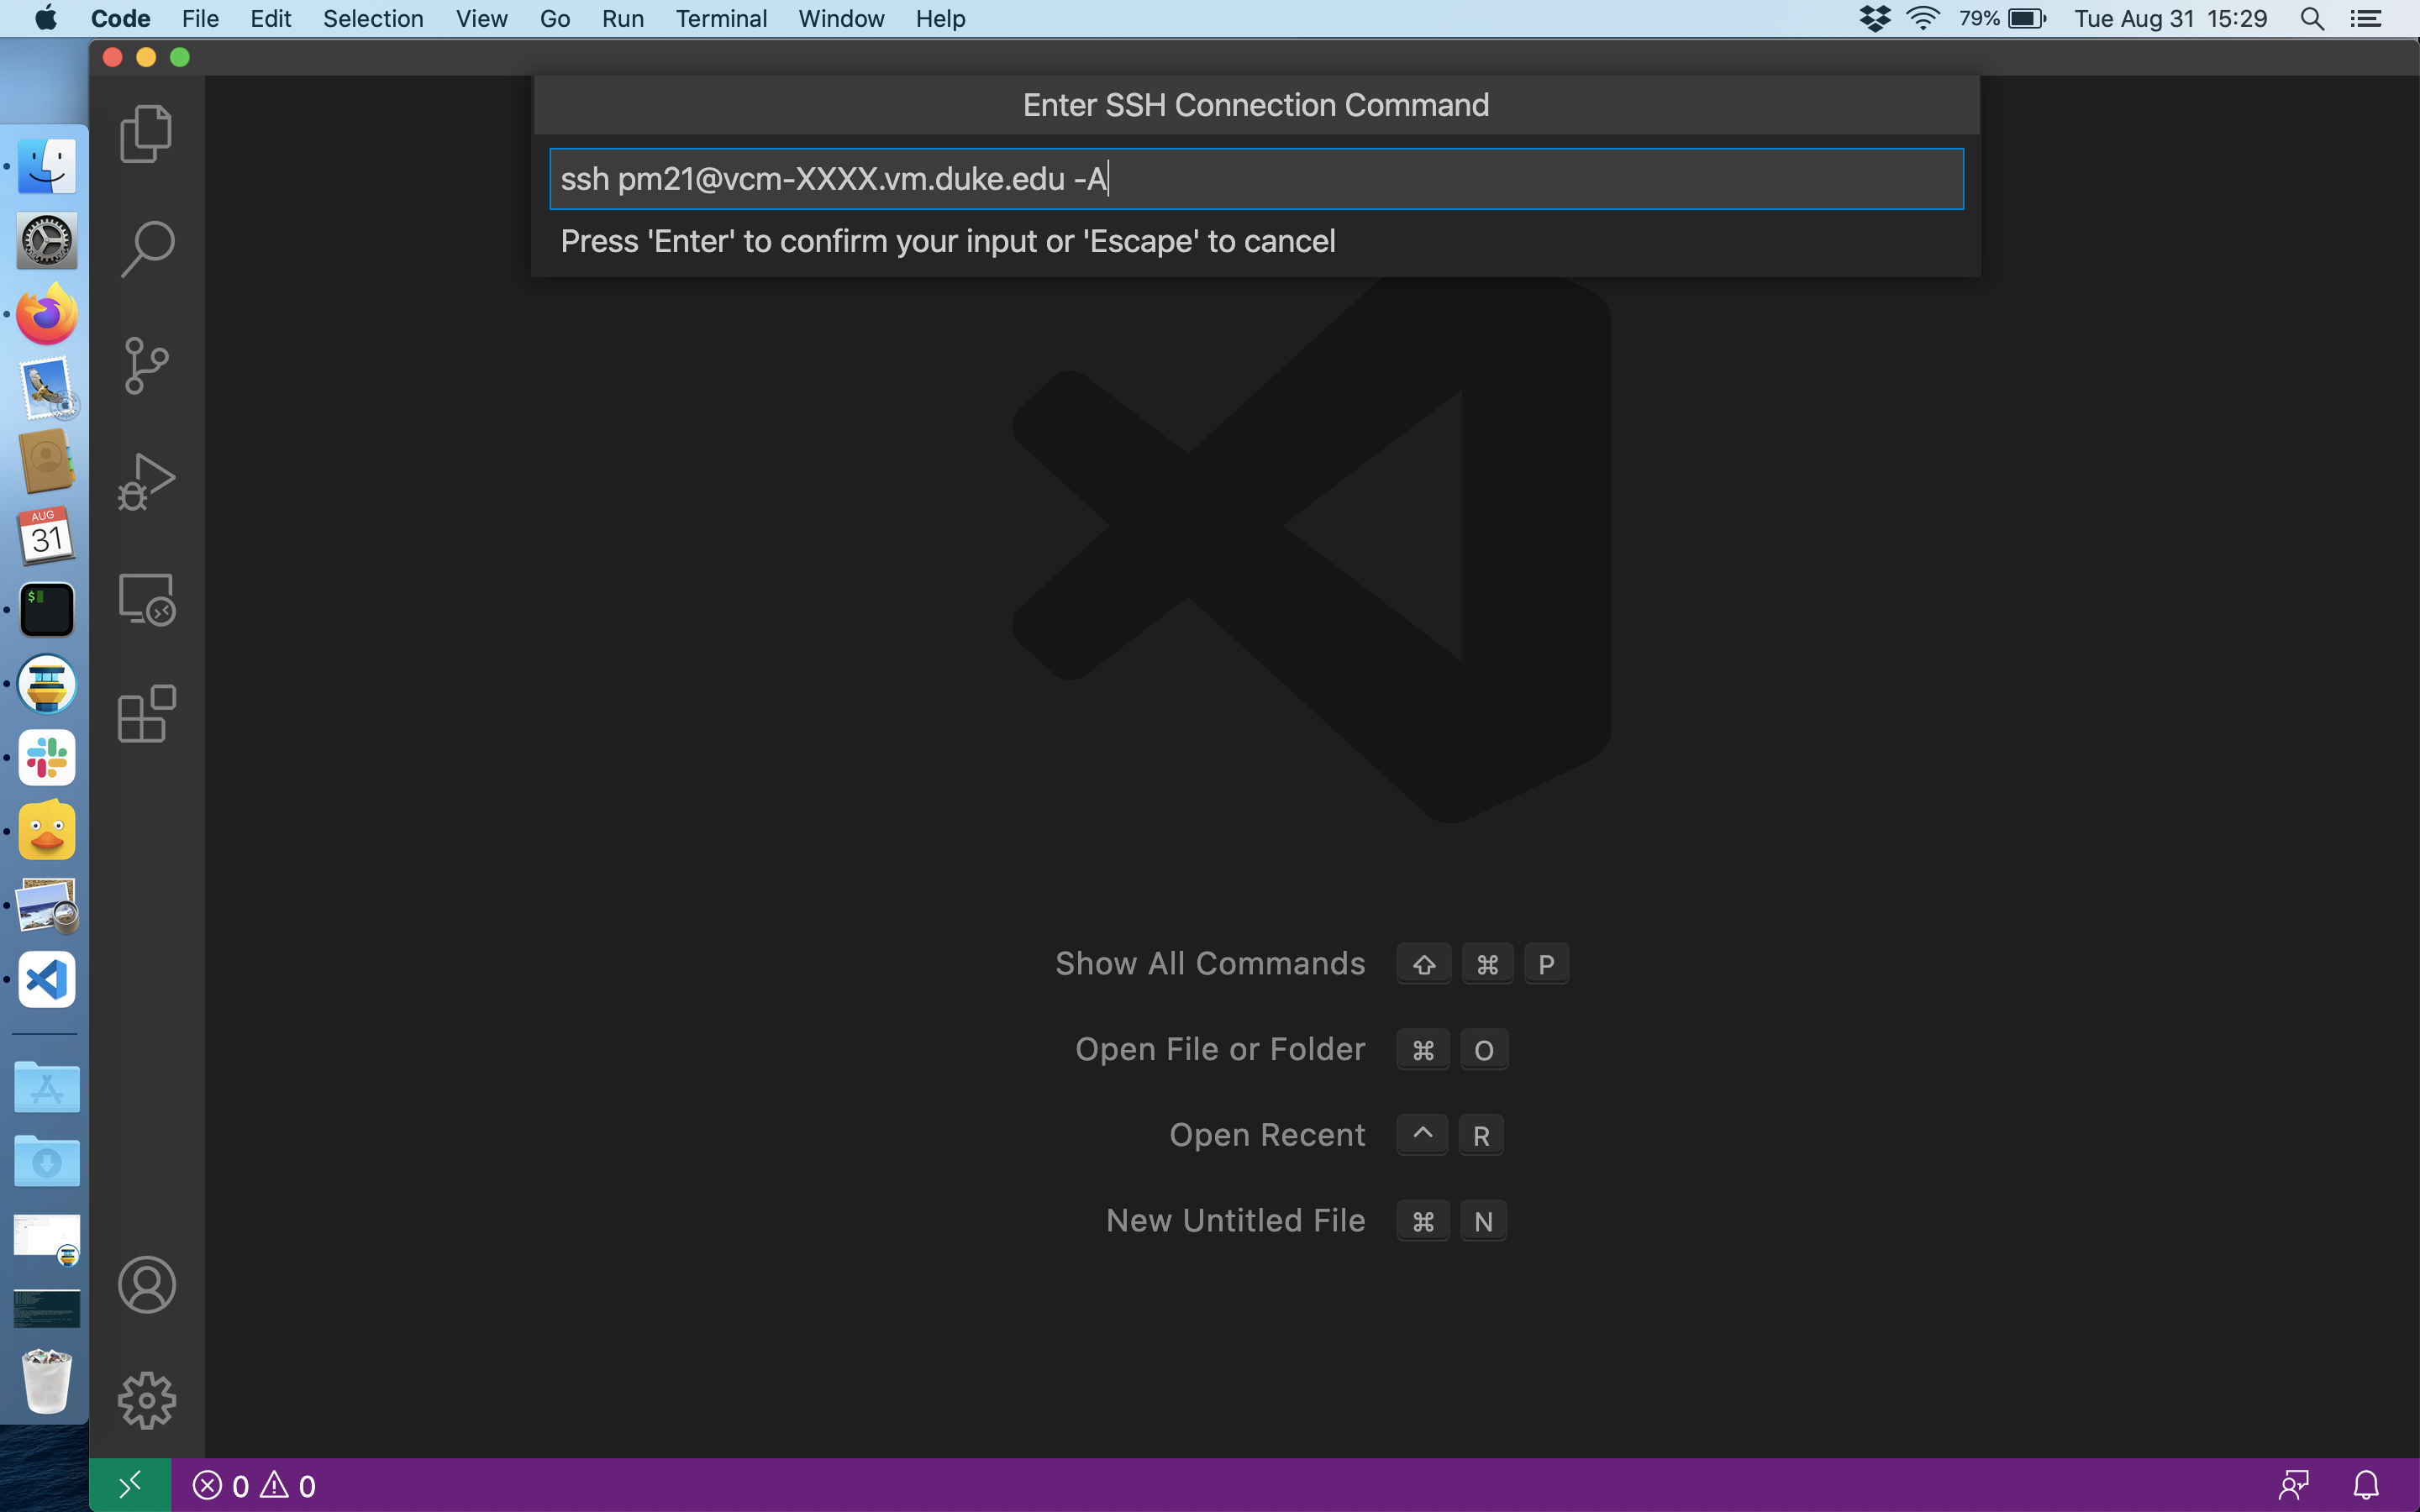 Code File Edit Selection View Go Run Terminal Window Help 79% Tue Aug 31 15:29
Enter SSH Connection Command
ssh pm21@vcm-XXXX.vm.duke.edu -A
Press 'Enter' to confirm your input or 'Escape' to cancel
AUG
31
$
Show All Commands ⇧ ⌘ P
Open File or Folder ⌘ O
Open Recent ^ R
New Untitled File ⌘ N
0 0